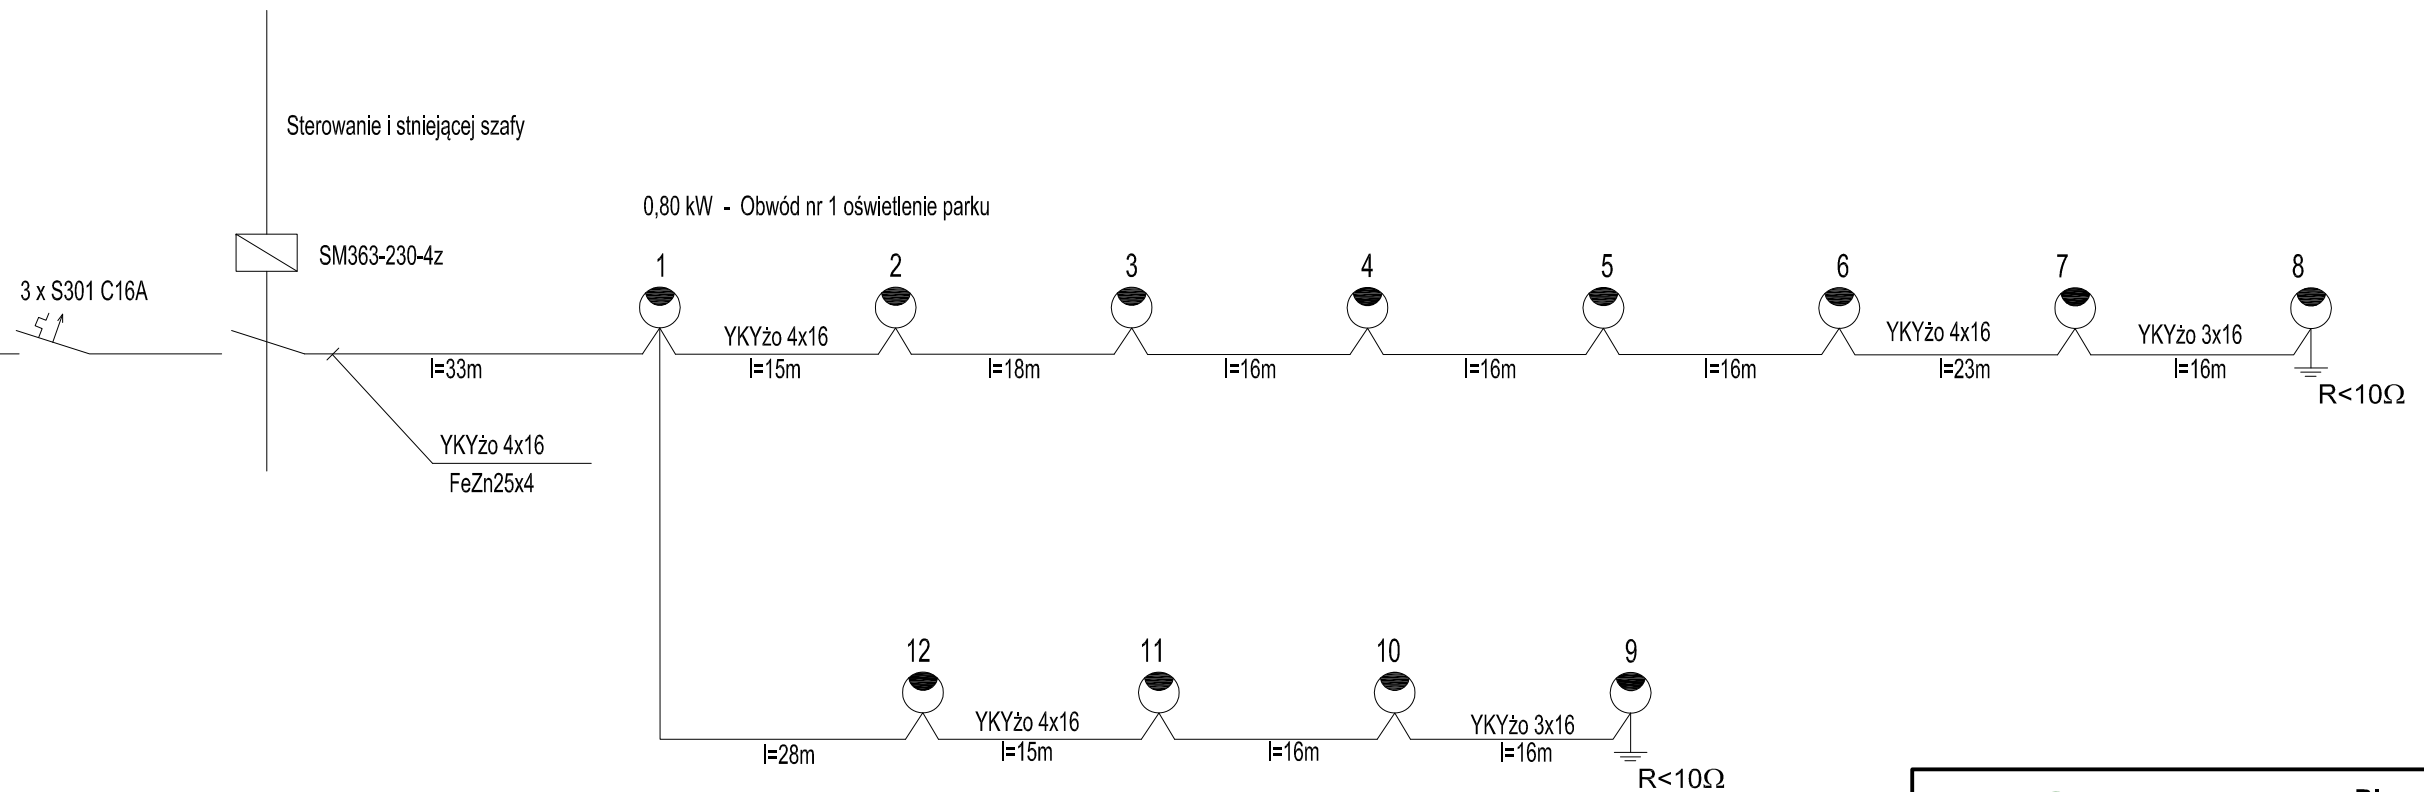 Sterowanie i stniejącej szafy
0,80 kW - Obwód nr 1 oświetlenie parku
SM363-230-4z
3 x S301 C16A
1 2 3 4 5 6 7 8
YKYżo 4x16 YKYżo 4x16 YKYżo 3x16
l=33m l=15m l=18m l=16m l=16m l=16m l=23m l=16m
R<10Ω
YKYżo 4x16
FeZn25x4
12 11 10 9
YKYżo 4x16 YKYżo 3x16
l=28m l=15m l=16m l=16m
R<10Ω